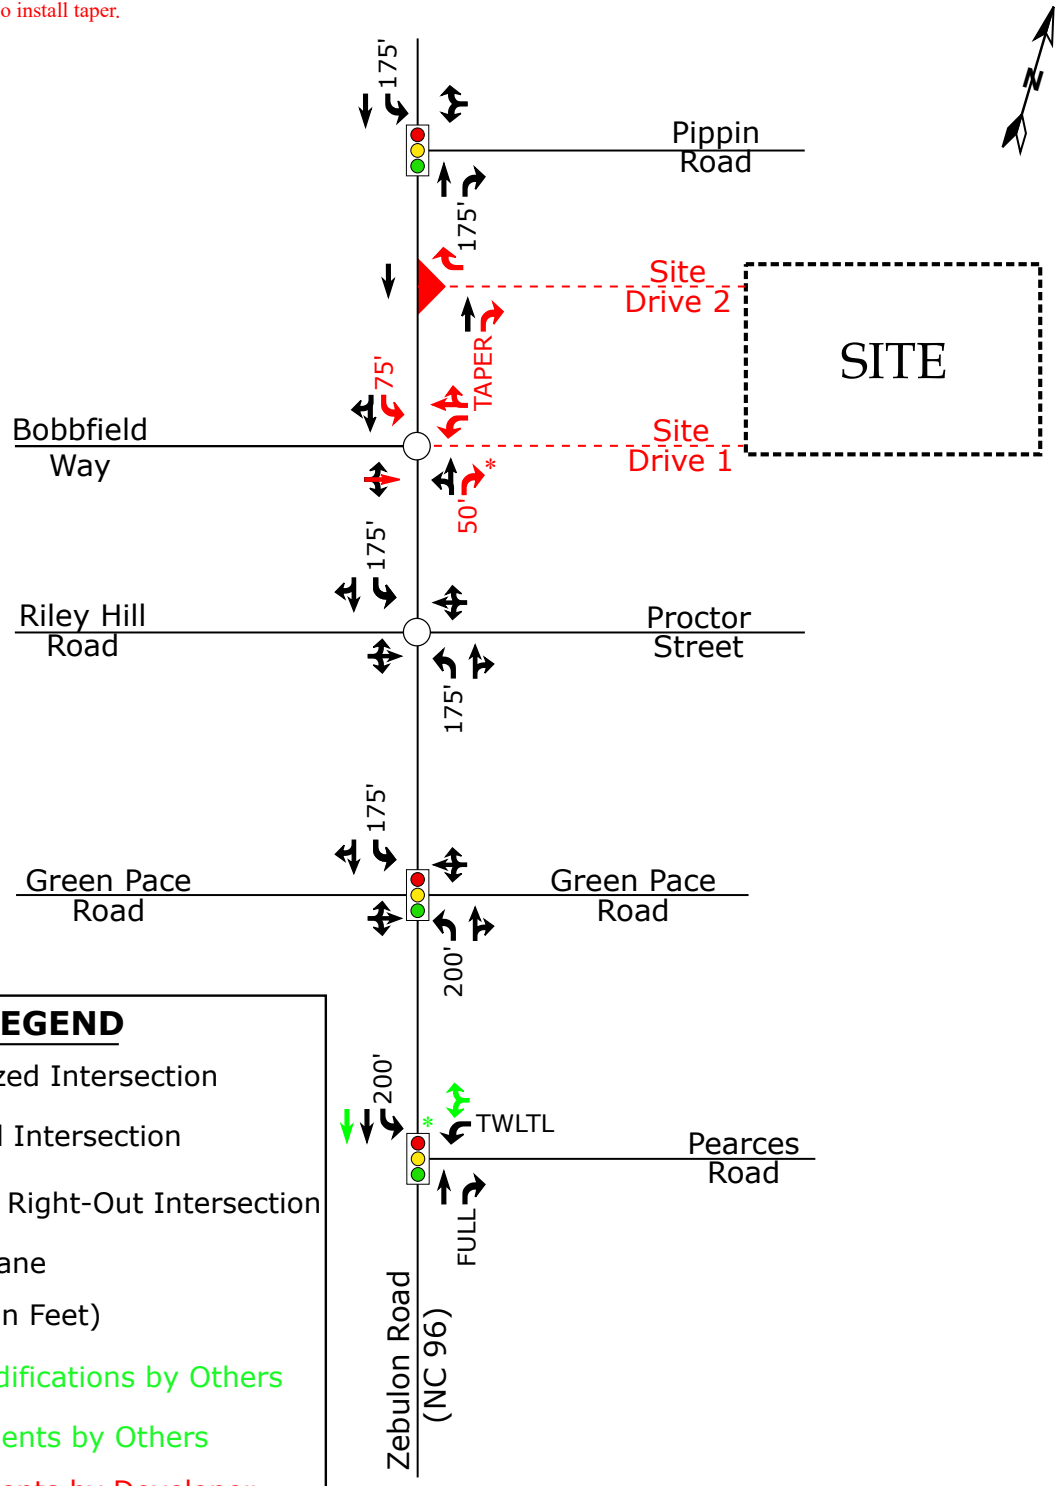 o install taper.
175'
N
Pippin
Road
175'
Site
Drive 2
SITE
TAPER
75'
Bobbfield
Way
Site
Drive 1
*
50'
175'
Riley Hill
Road
Proctor
Street
175'
175'
Green Pace
Road
Green Pace
Road
200'
EGEND
zed Intersection
Intersection
Right-Out Intersection
ane
n Feet)
difications by Others
ents by Others
200'
*
TWLTL
Pearces
Road
FULL
Zebulon Road
(NC 96)